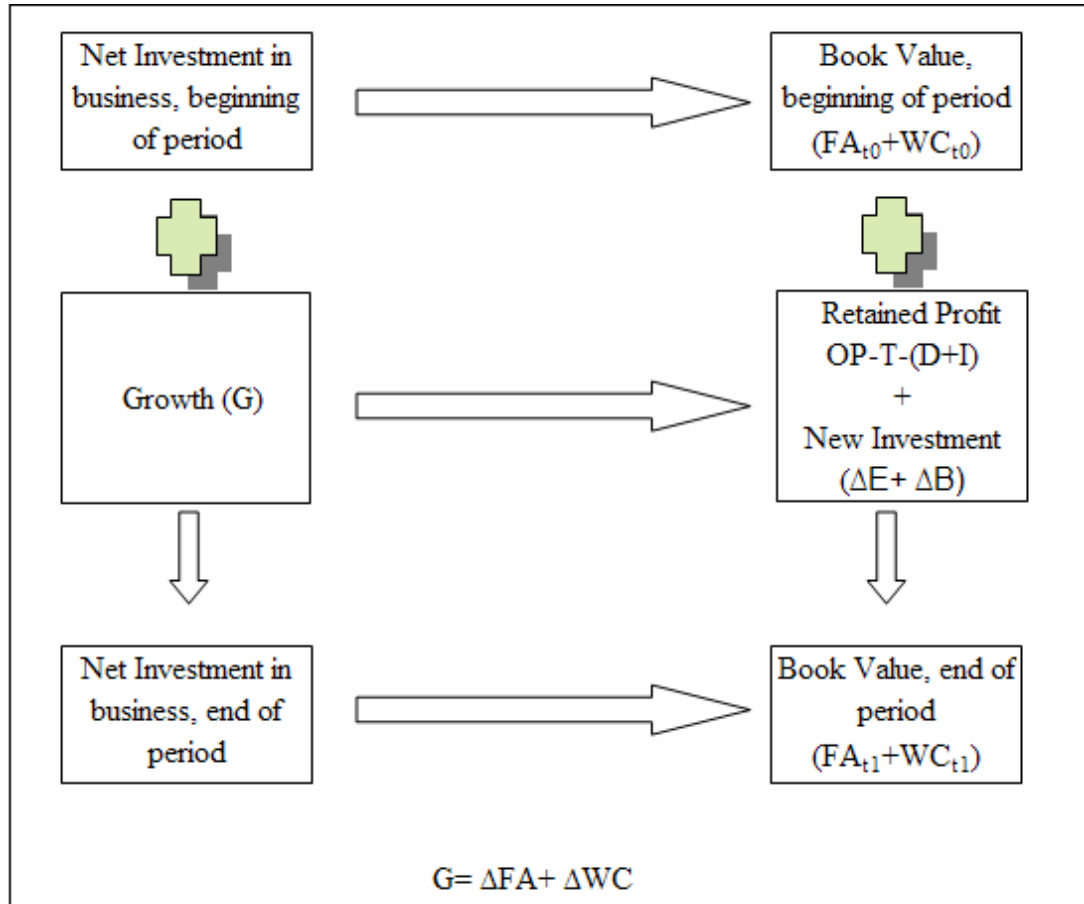 Net Investment in
business, beginning
of period
Book Value,
beginning of period
(FAt0+WCt0)
Growth (G)
Retained Profit
OP-T-(D+I)
+
New Investment
(ΔE+ ΔB)
Net Investment in
business, end of
period
Book Value, end of
period
(FAt1+WCt1)
G= ΔFA+ ΔWC